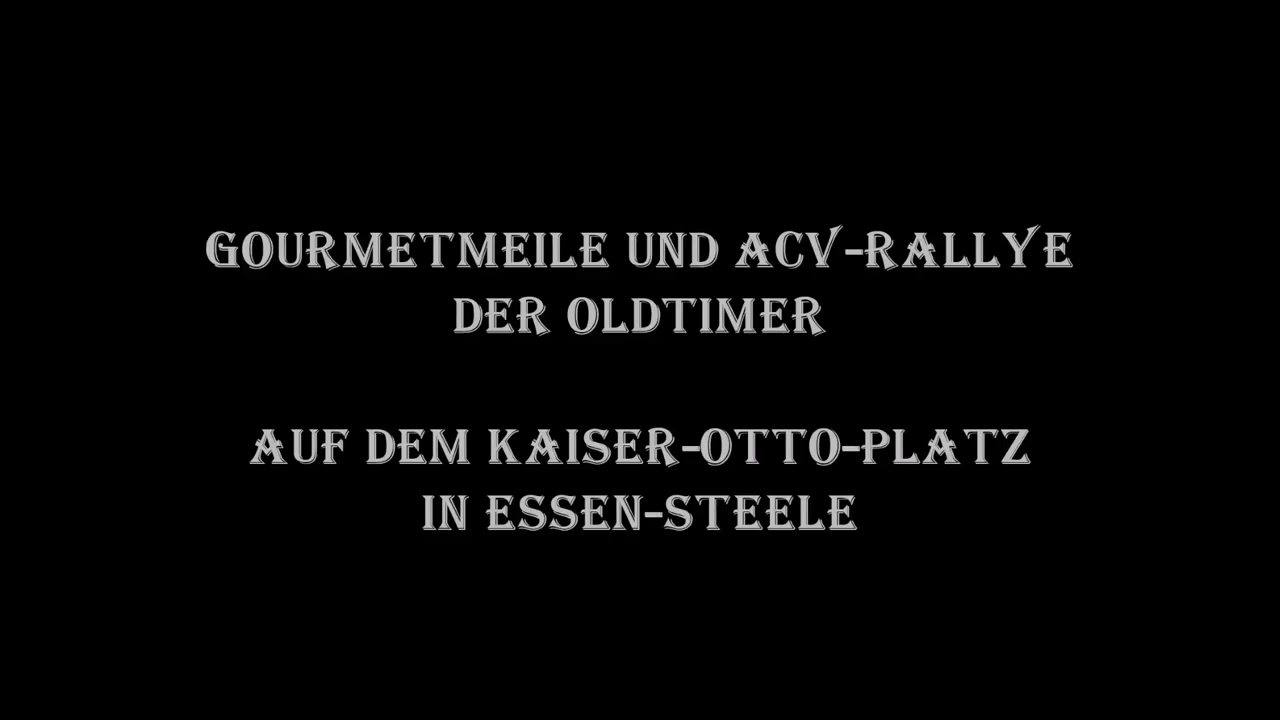 GOURMETMEILE UND ACV-RALLYE
DER OLDTIMER
AUF DEM KAISER-OTTO-PLATZ
IN ESSEN-STEELE